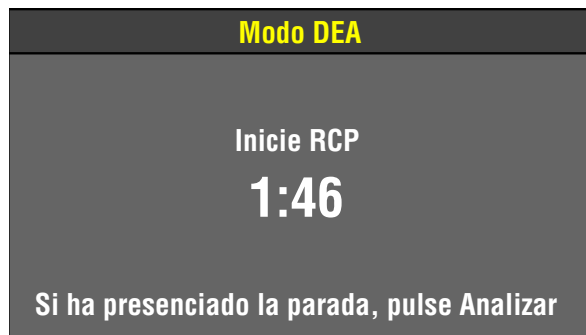 Modo DEA
Inicie RCP
1:46
Si ha presenciado la parada, pulse Analizar